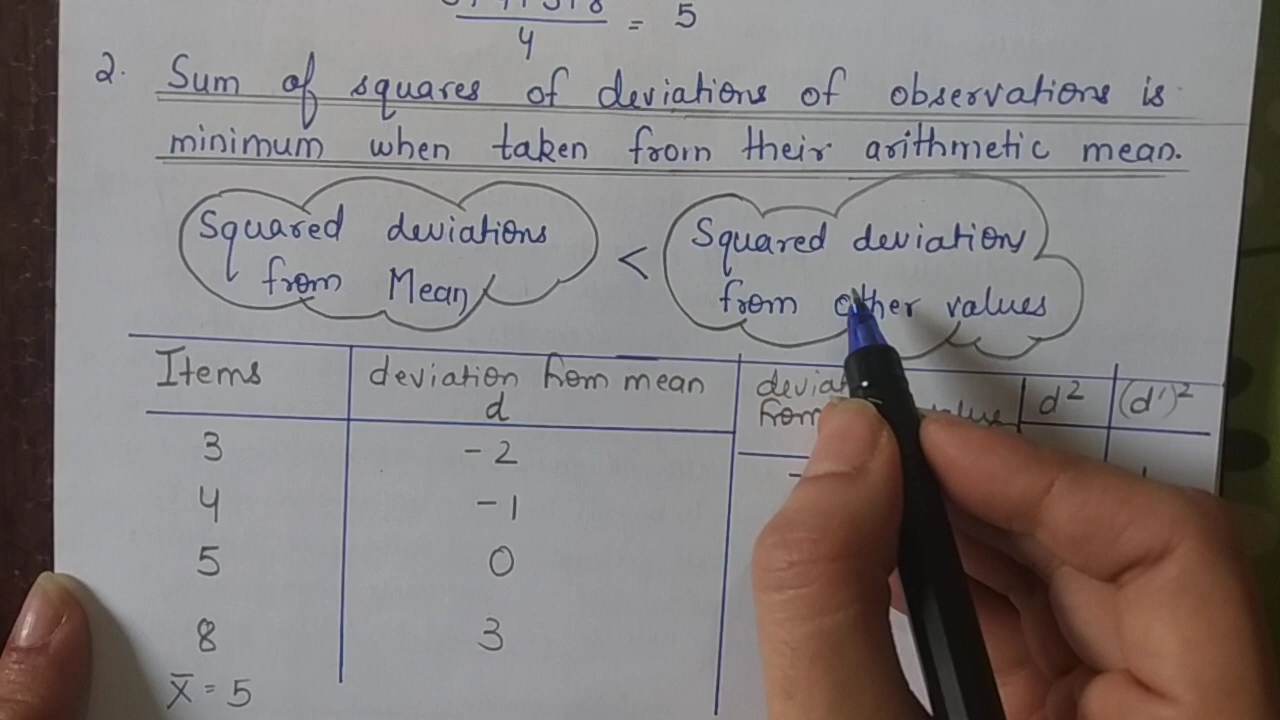 4 = 5
2. Sum of squares of deviations of observations is
minimum when taken from their arithmetic mean.
Squared deviations from Mean < Squared deviations from other values
Items deviation from mean d d² (d')²
3 -2
4 -1
5 0
8 3
X̄ = 5